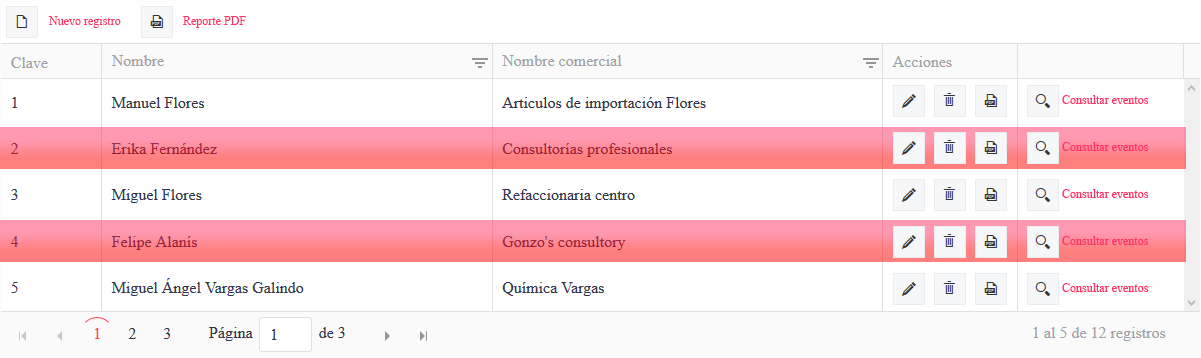 Nuevo registro Reporte PDF
Clave Nombre Nombre comercial Acciones
1 Manuel Flores Articulos de importación Flores Consultar eventos
2 Erika Fernández Consultorías profesionales Consultar eventos
3 Miguel Flores Refaccionaria centro Consultar eventos
4 Felipe Alanís Gonzo's consultory Consultar eventos
5 Miguel Ángel Vargas Galindo Química Vargas Consultar eventos
1 2 3 Página 1 de 3 1 al 5 de 12 registros